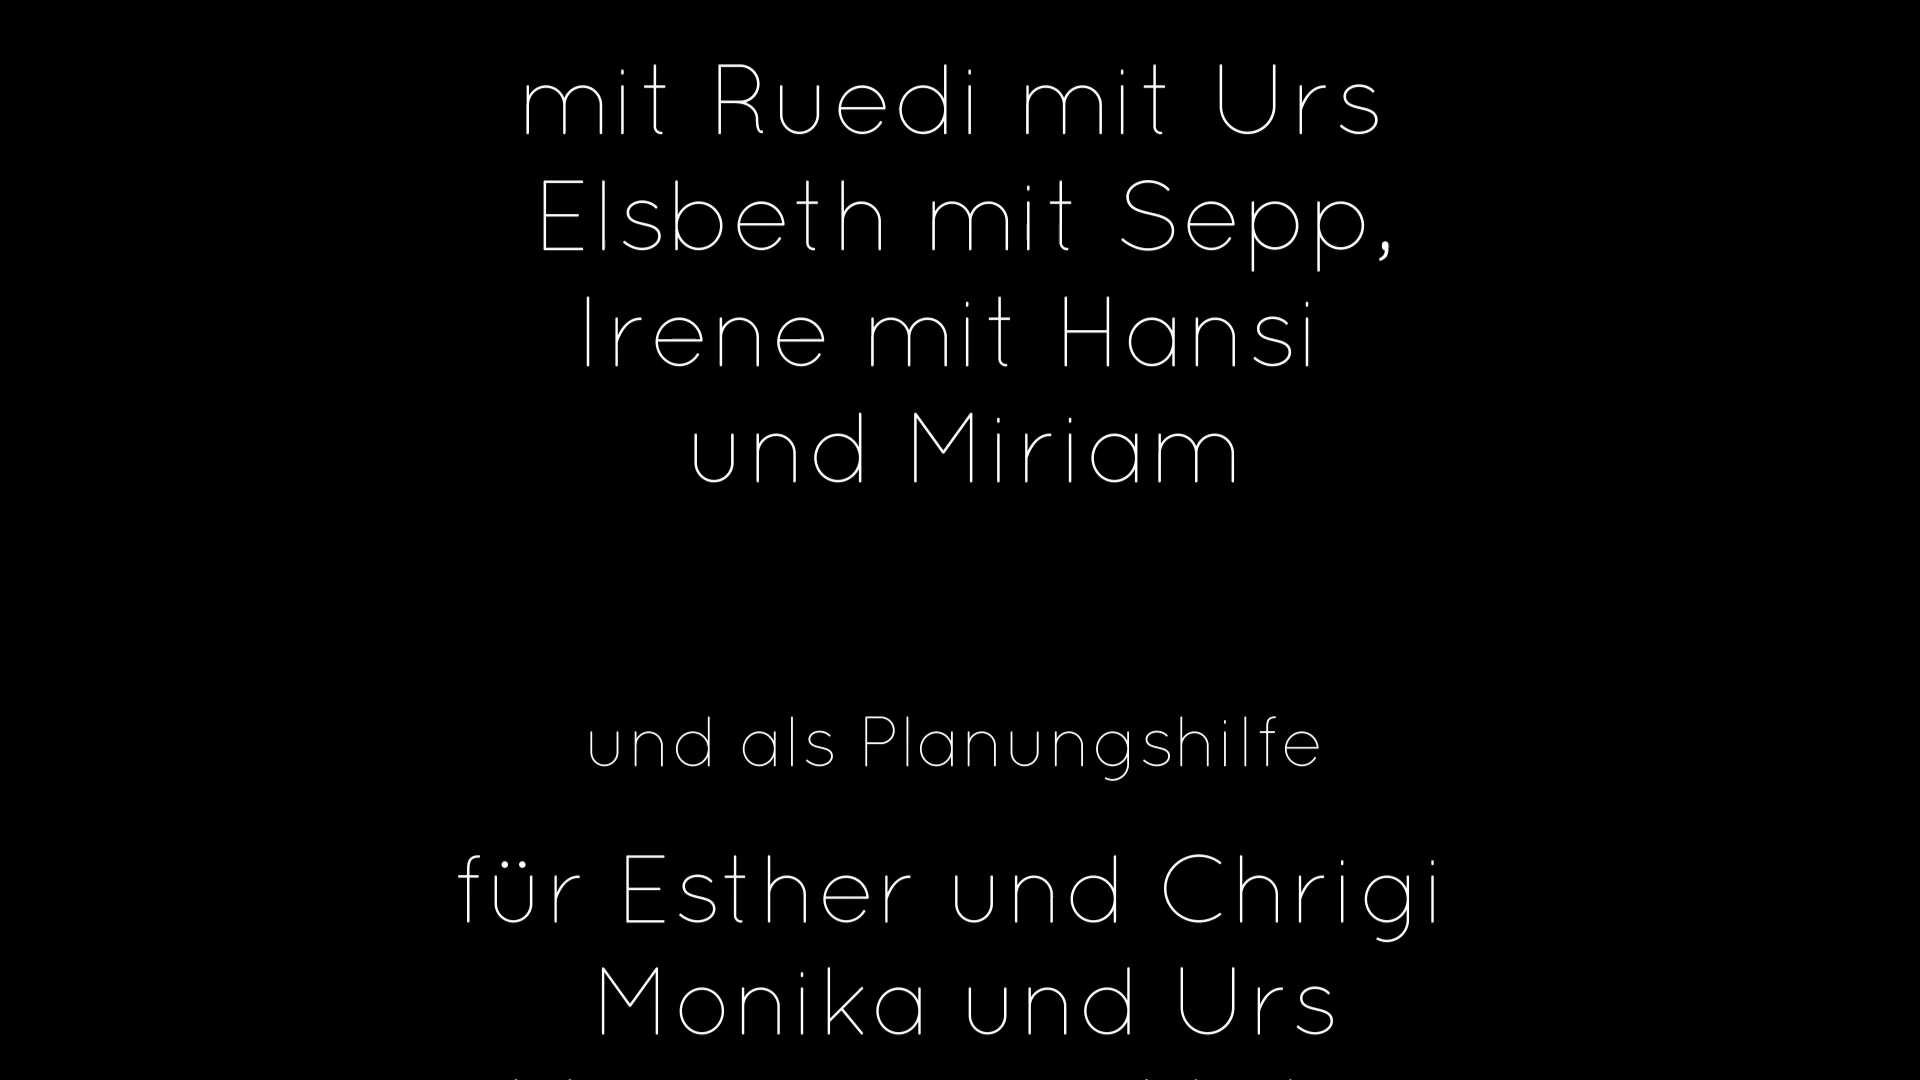 mit Ruedi mit Urs
Elsbeth mit Sepp,
Irene mit Hansi
und Miriam
und als Planungshilfe
für Esther und Chrigi
Monika und Urs